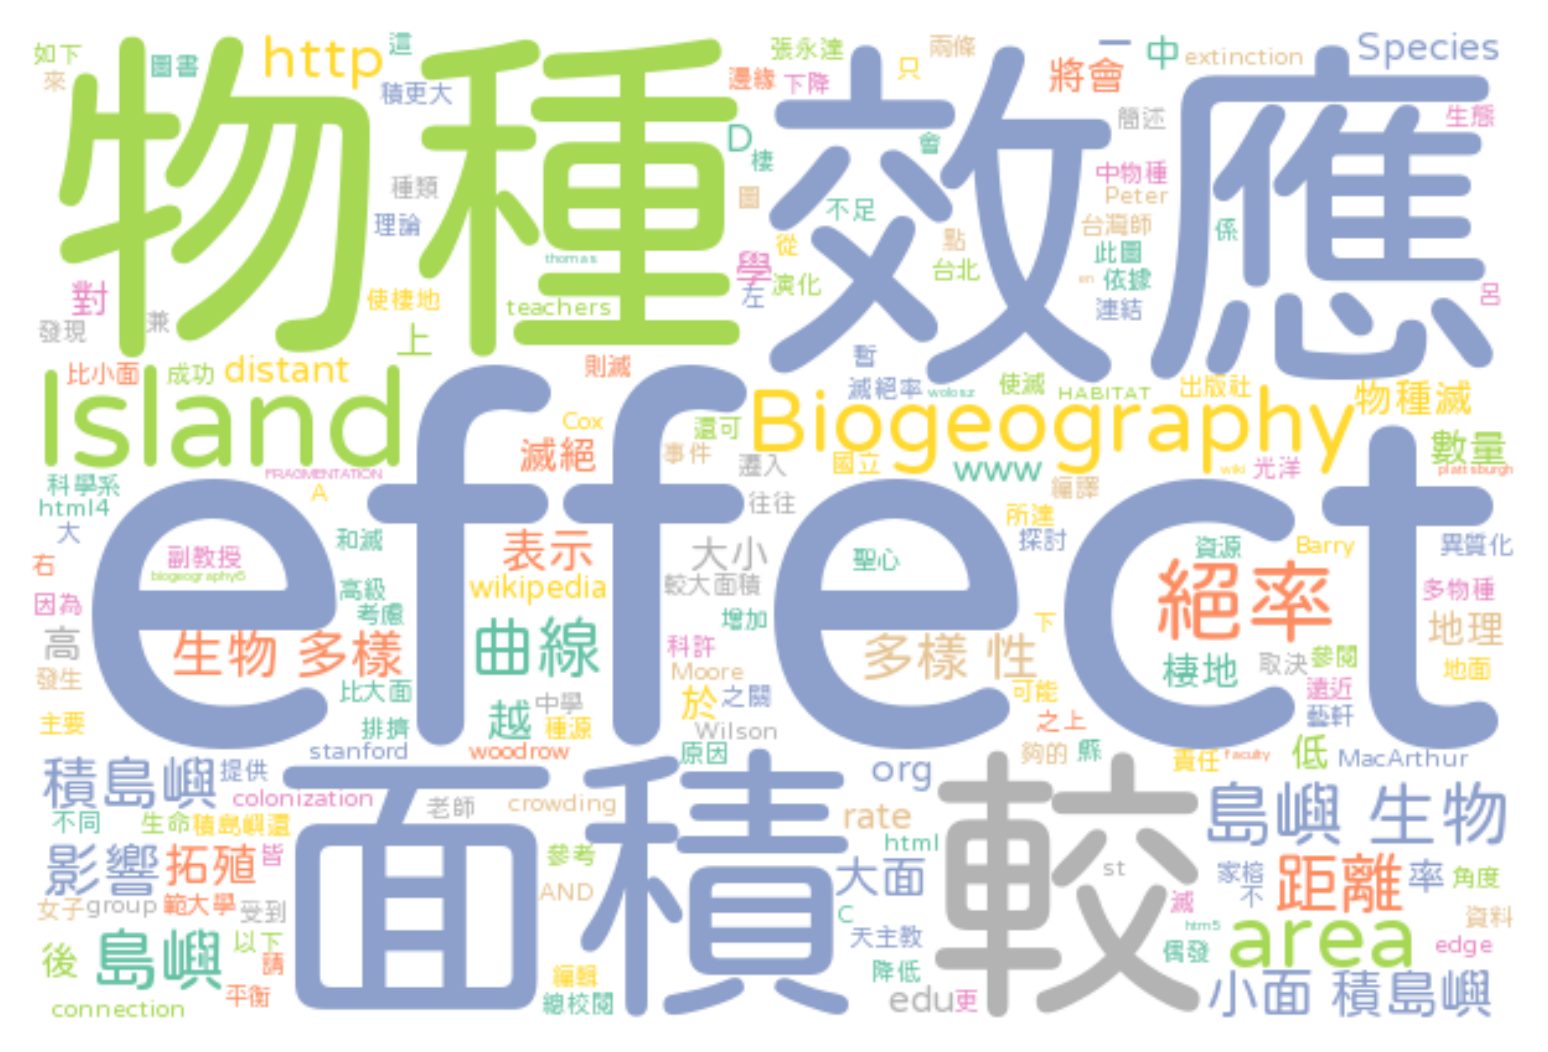 物種 效應
effect
面積 較
Island
Biogeography
http
Species
extinction
如下
來
圖書
這
積更大
張永達
兩條
只
一
中
將會
邊緣
下降
簡述
生態
D
棲
會
中物種
Peter
種類
理論
圖
不足
台灣師
係
從
點
此圖
thomas
學
左
演化
台北
en
依據
連結
呂
對
使棲地
teachers
發現
兼
上
暫
比小面
成功
distant
則滅
滅絕率
wolosz
使滅
HABITAT
出版社
物種滅
Cox
還可
滅絕
事件
遷入
國立
www
編譯
wiki
光洋
數量
plattsburgh
FRAGMENTATION
科學系
A
html4
往往
大
和滅
表示
大小
所達
探討
資源
Barry
異質化
右
副教授
biogeography5
聖心
wikipedia
較大面積
絕率
多物種
因為
高級
考慮
增加
下
高
生物 多樣
曲線
科許
多樣 性
地理
棲地
取決
參閱
地面
發生
比大面
Moore
可能
遠近
中學
於
之關
主要
排擠
越
種源
Wilson
之上
藝軒
stanford
woodrow
原因
夠的
縣
責任
faculty
低
MacArthur
積島嶼
提供
org
島嶼 生物
colonization
老師
crowding
rate
不同
生命
積島嶼還
html
影響
拓殖
皆
參考
大面
st
家榕
距離
率
角度
女子
group
範大學
受到
AND
不
滅
資料
C
htm5
天主教
area
edge
後
島嶼
以下
請
偶發
編輯
降低
平衡
總校閱
edu
更
小面 積島嶼
connection